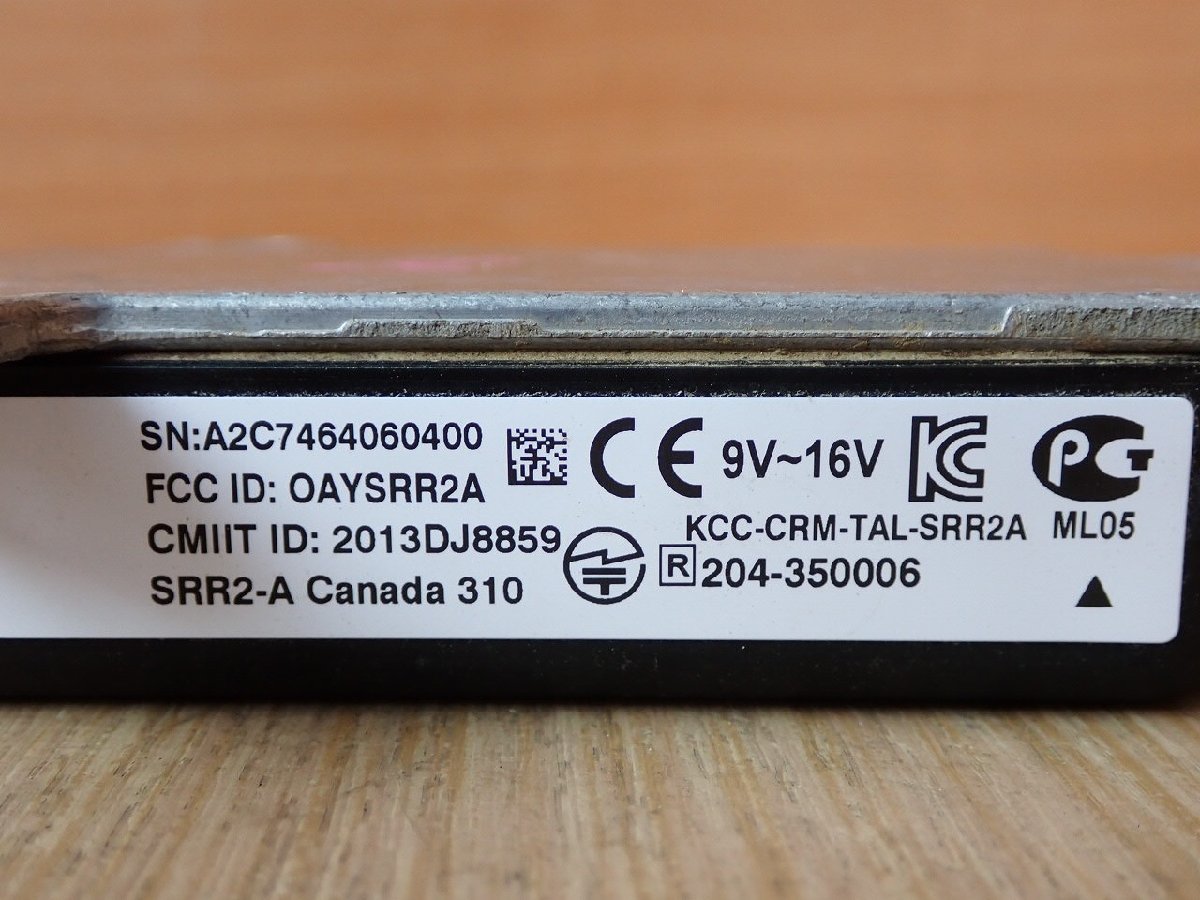 SN:A2C7464060400
FCC ID: OAYSRR2A
CMIIT ID: 2013DJ8859
SRR2-A Canada 310
CE 9V~16V KC PG
KCC-CRM-TAL-SRR2A ML05
R 204-350006